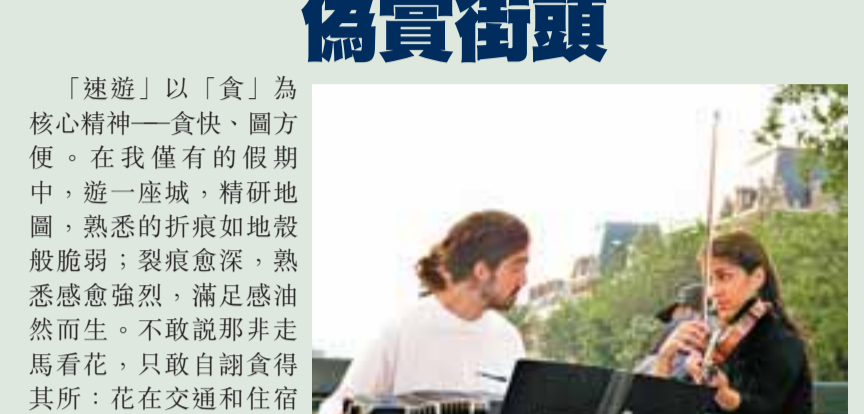 偽賞街頭
「速遊」以「貪」為
核心精神──貪快、圖方
便。在我僅有的假期
中，遊一座城，精研地
圖，熟悉的折痕如地殼
般脆弱；裂痕愈深，熟
悉感愈強烈，滿足感油
然而生。不敢説那非走
馬看花，只敢自詡貪得
其所：花在交通和住宿